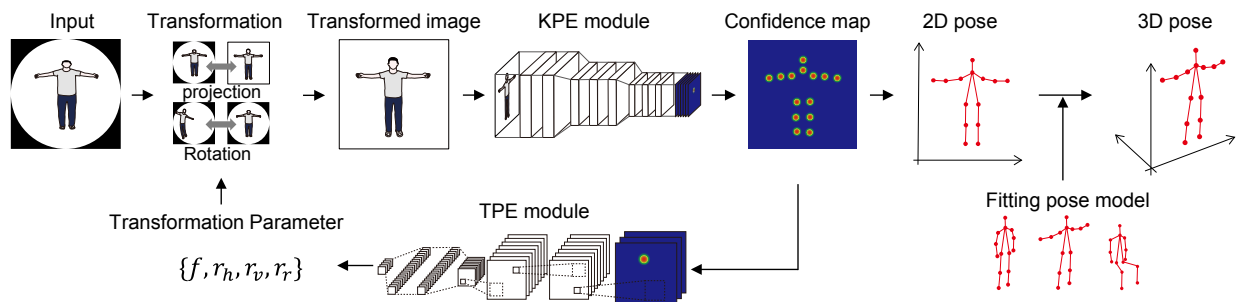 Input
Transformation
Transformed image
KPE module
Confidence map
2D pose
3D pose
projection
Rotation
Transformation Parameter
TPE module
Fitting pose model
{f, r_h, r_v, r_r}